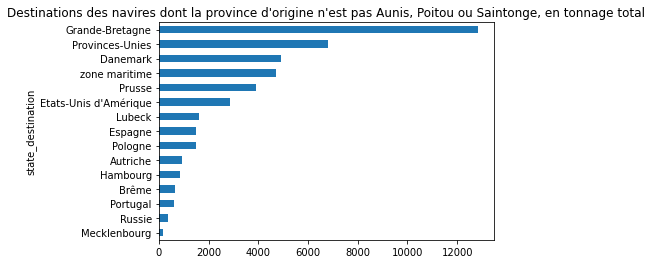 Destinations des navires dont la province d'origine n'est pas Aunis, Poitou ou Saintonge, en tonnage total
Grande-Bretagne
Provinces-Unies
Danemark
zone maritime
Prusse
Etats-Unis d'Amérique
Lubeck
Espagne
Pologne
Autriche
Hambourg
Brême
Portugal
Russie
Mecklenbourg
state_destination
0 2000 4000 6000 8000 10000 12000